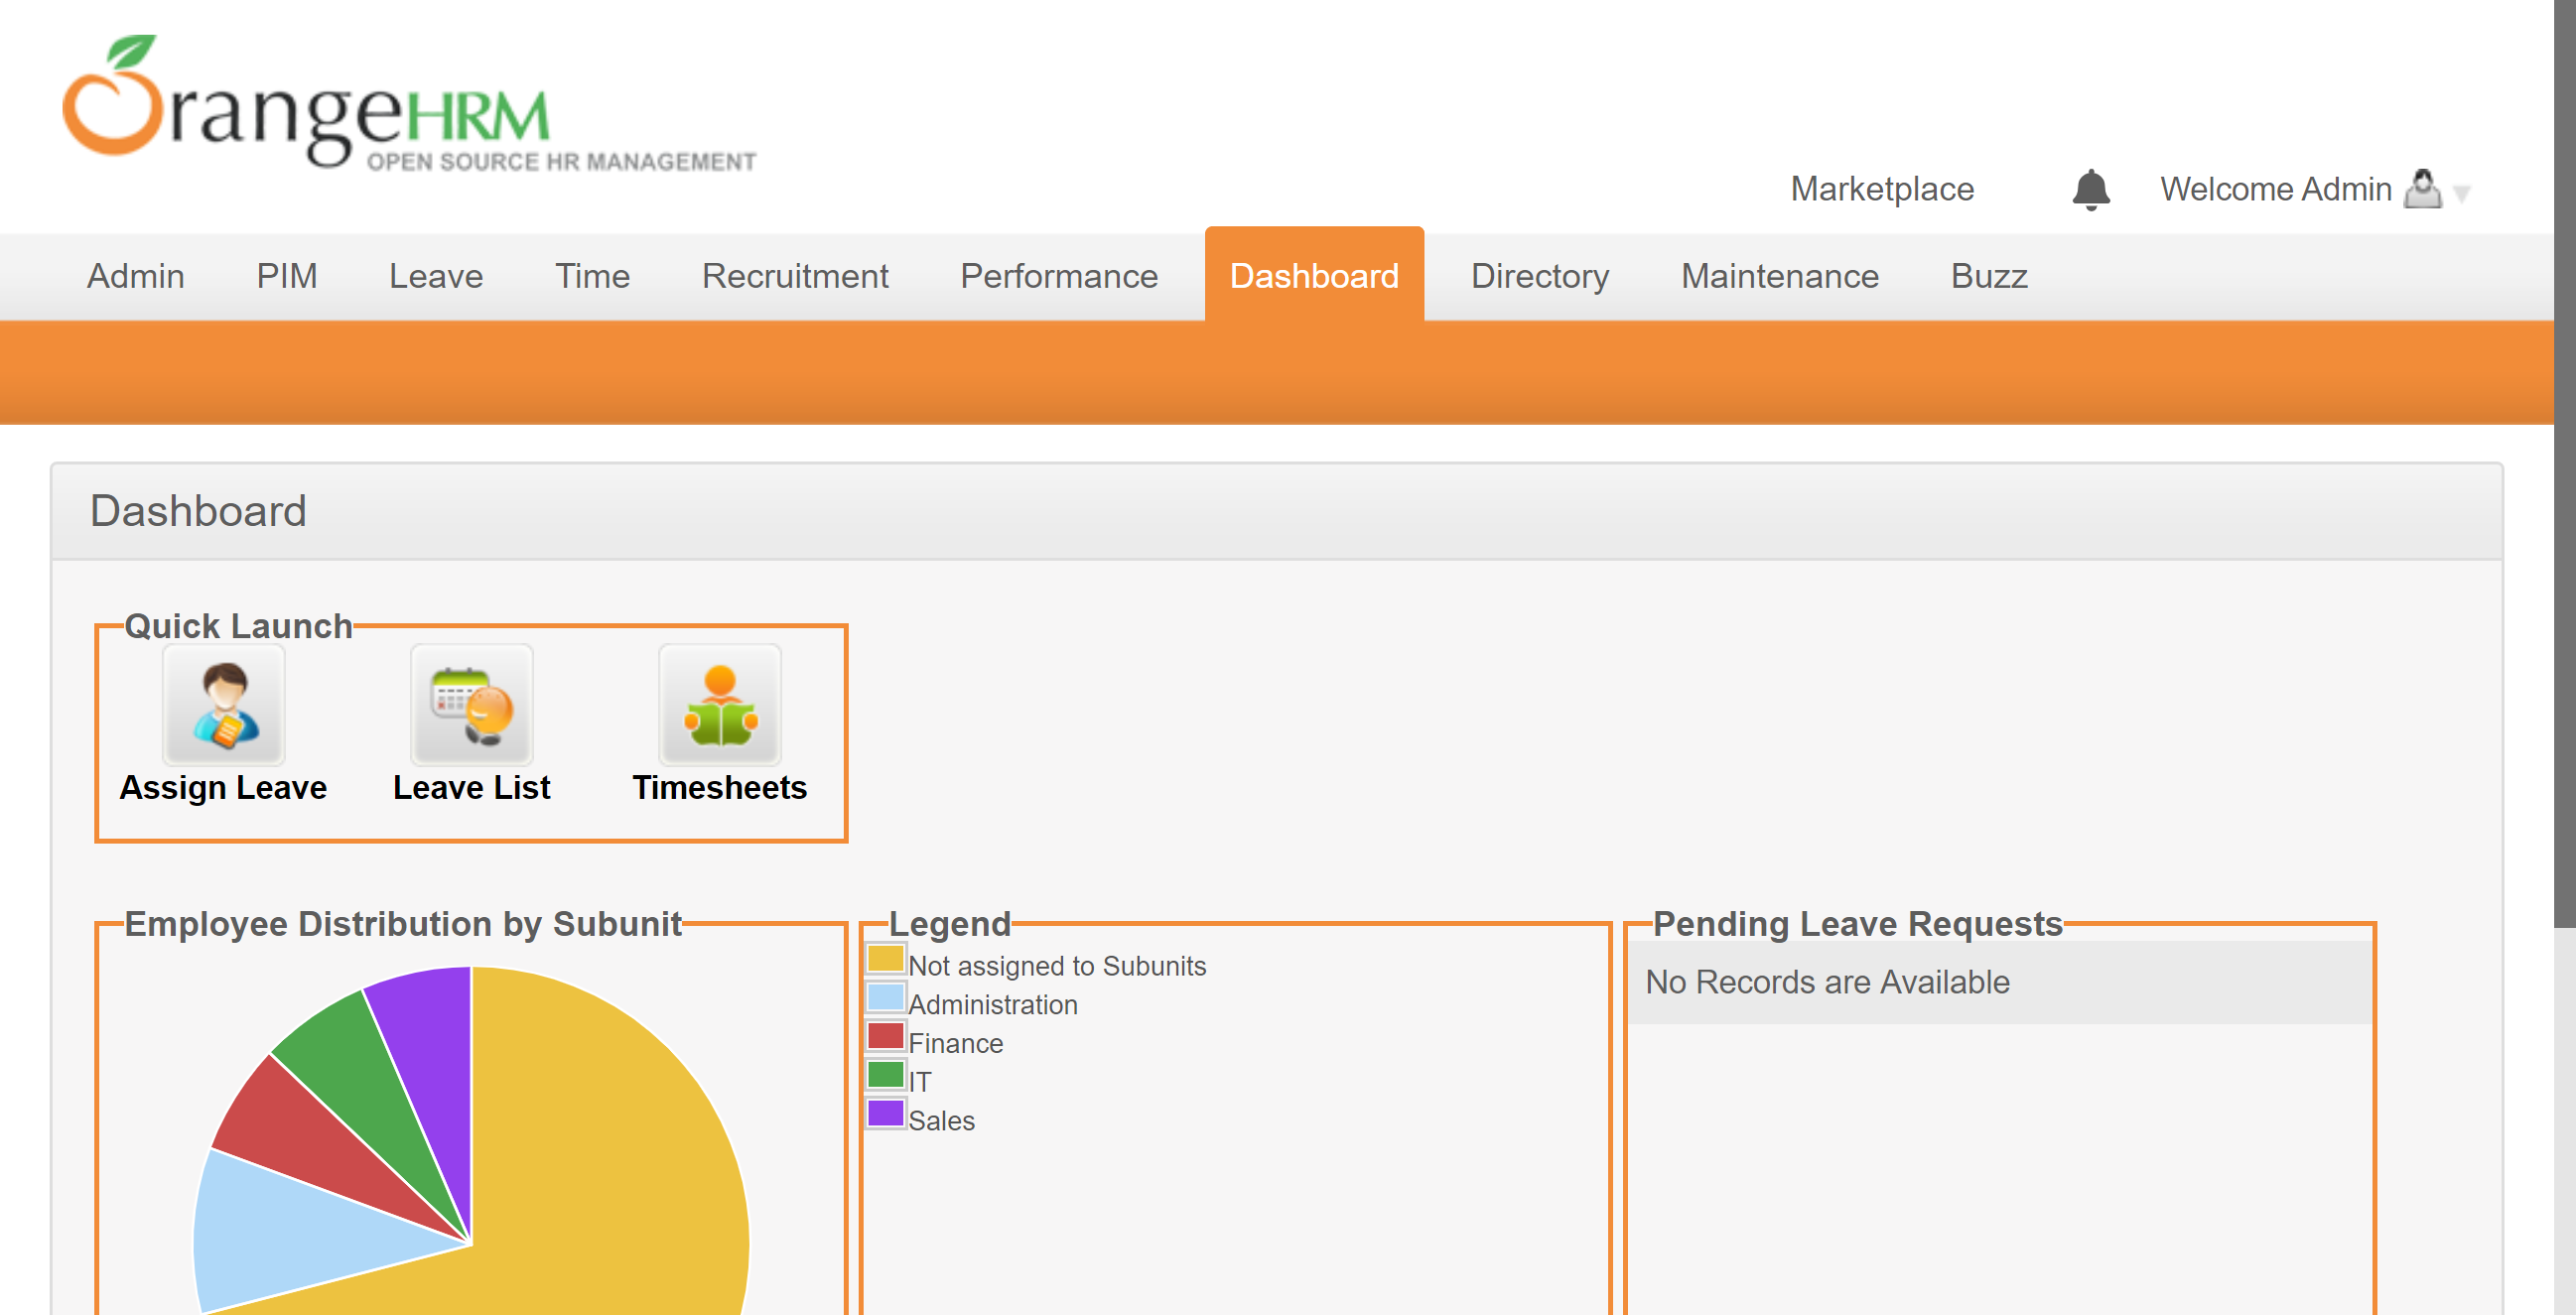 OrangeHRM
OPEN SOURCE HR MANAGEMENT
Marketplace
Welcome Admin
Admin PIM Leave Time Recruitment Performance Dashboard Directory Maintenance Buzz
Dashboard
Quick Launch
Assign Leave Leave List Timesheets
Employee Distribution by Subunit
Legend
Not assigned to Subunits
Administration
Finance
IT
Sales
Pending Leave Requests
No Records are Available